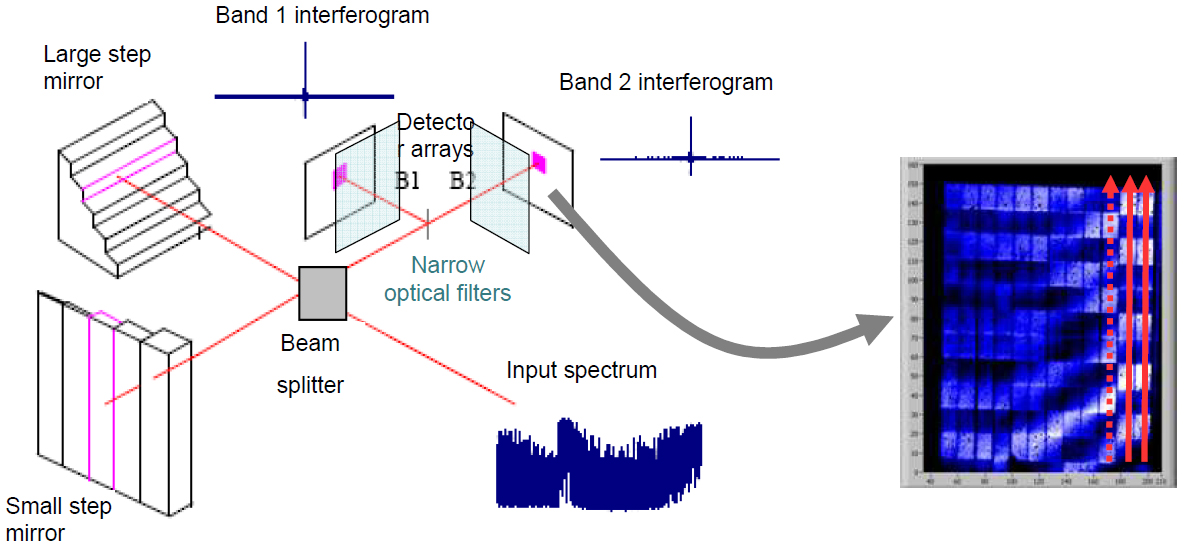 Band 1 interferogram
Large step
mirror
Band 2 interferogram
Detecto
r arrays
B1
B2
Narrow
optical filters
Beam
splitter
Input spectrum
Small step
mirror